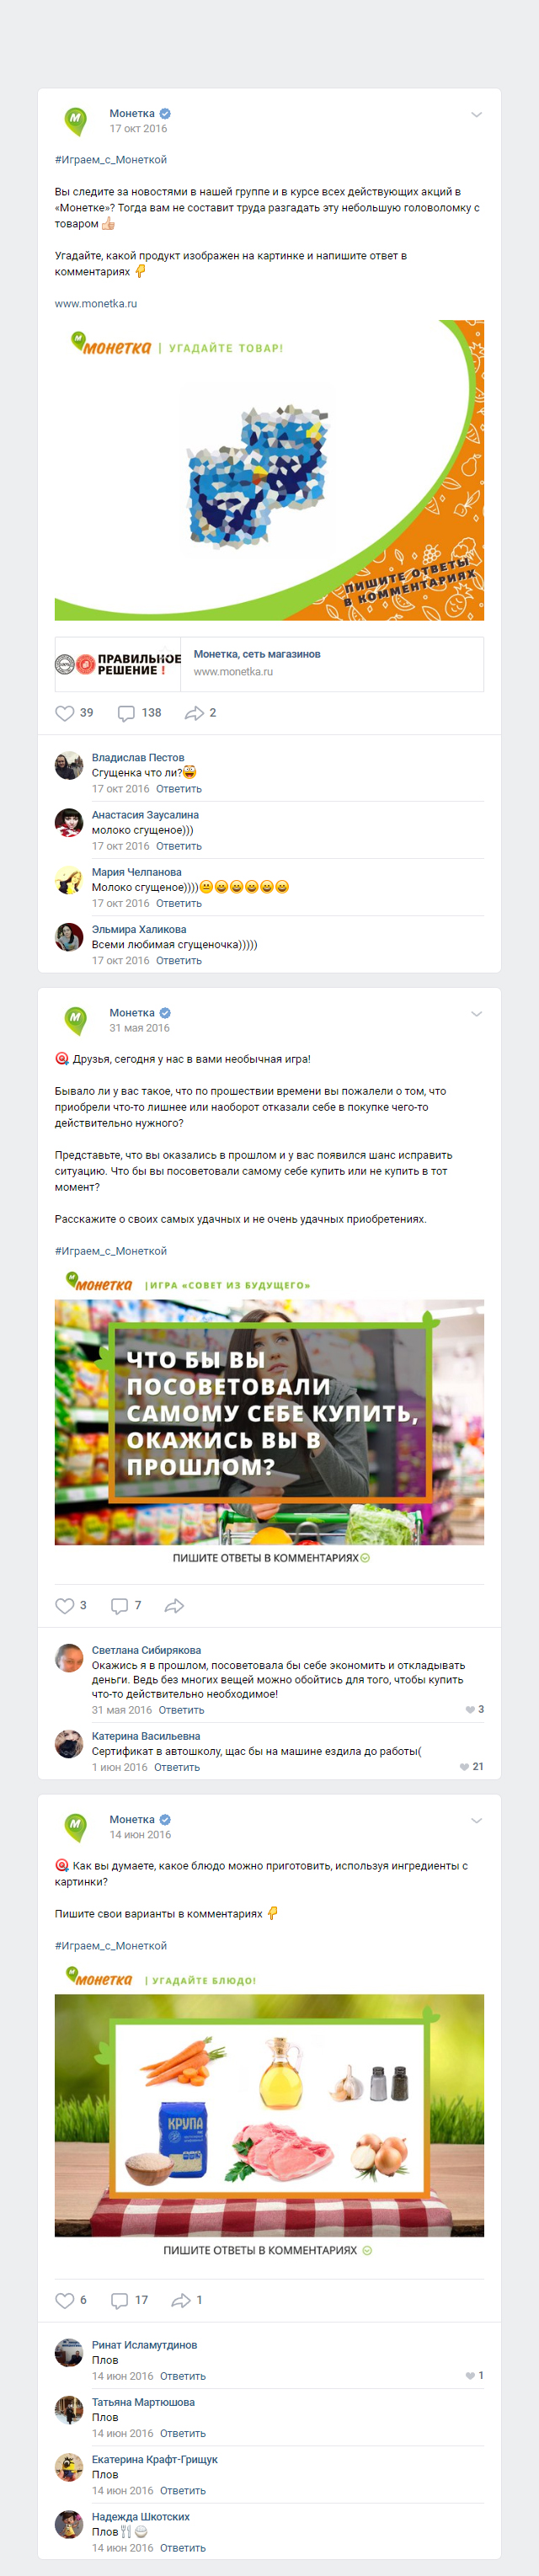 Монетка
17 окт 2016
#Играем_с_Монеткой
Вы следите за новостями в нашей группе и в курсе всех действующих акций в
«Монетке»? Тогда вам не составит труда разгадать эту небольшую головоломку с
товаром 👍
Угадайте, какой продукт изображен на картинке и напишите ответ в
комментариях 👇
www.monetka.ru
М МОНЕТКА | УГАДАЙТЕ ТОВАР!
ПИШИТЕ ОТВЕТЫ
В КОММЕНТАРИЯХ
ПРАВИЛЬНОЕ
РЕШЕНИЕ !
Монетка, сеть магазинов
www.monetka.ru
39 138 2
Владислав Пестов
Сгущенка что ли?
17 окт 2016 Ответить
Анастасия Заусалина
молоко сгущеное)))
17 окт 2016 Ответить
Мария Челпанова
Молоко сгущеное))))
17 окт 2016 Ответить
Эльмира Халикова
Всеми любимая сгущеночка)))))
17 окт 2016 Ответить
Монетка
31 мая 2016
🎯 Друзья, сегодня у нас в вами необычная игра!
Бывало ли у вас такое, что по прошествии времени вы пожалели о том, что
приобрели что-то лишнее или наоборот отказали себе в покупке чего-то
действительно нужного?
Представьте, что вы оказались в прошлом и у вас появился шанс исправить
ситуацию. Что бы вы посоветовали самому себе купить или не купить в тот
момент?
Расскажите о своих самых удачных и не очень удачных приобретениях.
#Играем_с_Монеткой
М МОНЕТКА | ИГРА «СОВЕТ ИЗ БУДУЩЕГО»
ЧТО БЫ ВЫ
ПОСОВЕТОВАЛИ
САМОМУ СЕБЕ КУПИТЬ,
ОКАЖИСЬ ВЫ В
ПРОШЛОМ?
ПИШИТЕ ОТВЕТЫ В КОММЕНТАРИЯХ
3 7
Светлана Сибирякова
Окажись я в прошлом, посоветовала бы себе экономить и откладывать
деньги. Ведь без многих вещей можно обойтись для того, чтобы купить
что-то действительно необходимое!
31 мая 2016 Ответить 3
Катерина Васильевна
Сертификат в автошколу, щас бы на машине ездила до работы(
1 июн 2016 Ответить 21
Монетка
14 июн 2016
🎯 Как вы думаете, какое блюдо можно приготовить, используя ингредиенты с
картинки?
Пишите свои варианты в комментариях 👇
#Играем_с_Монеткой
М МОНЕТКА | УГАДАЙТЕ БЛЮДО!
КРУПА
ПИШИТЕ ОТВЕТЫ В КОММЕНТАРИЯХ
6 17 1
Ринат Исламутдинов
Плов
14 июн 2016 Ответить 1
Татьяна Мартюшова
Плов
14 июн 2016 Ответить
Екатерина Крафт-Грищук
Плов
14 июн 2016 Ответить
Надежда Шкотских
Плов🍴🍚
14 июн 2016 Ответить